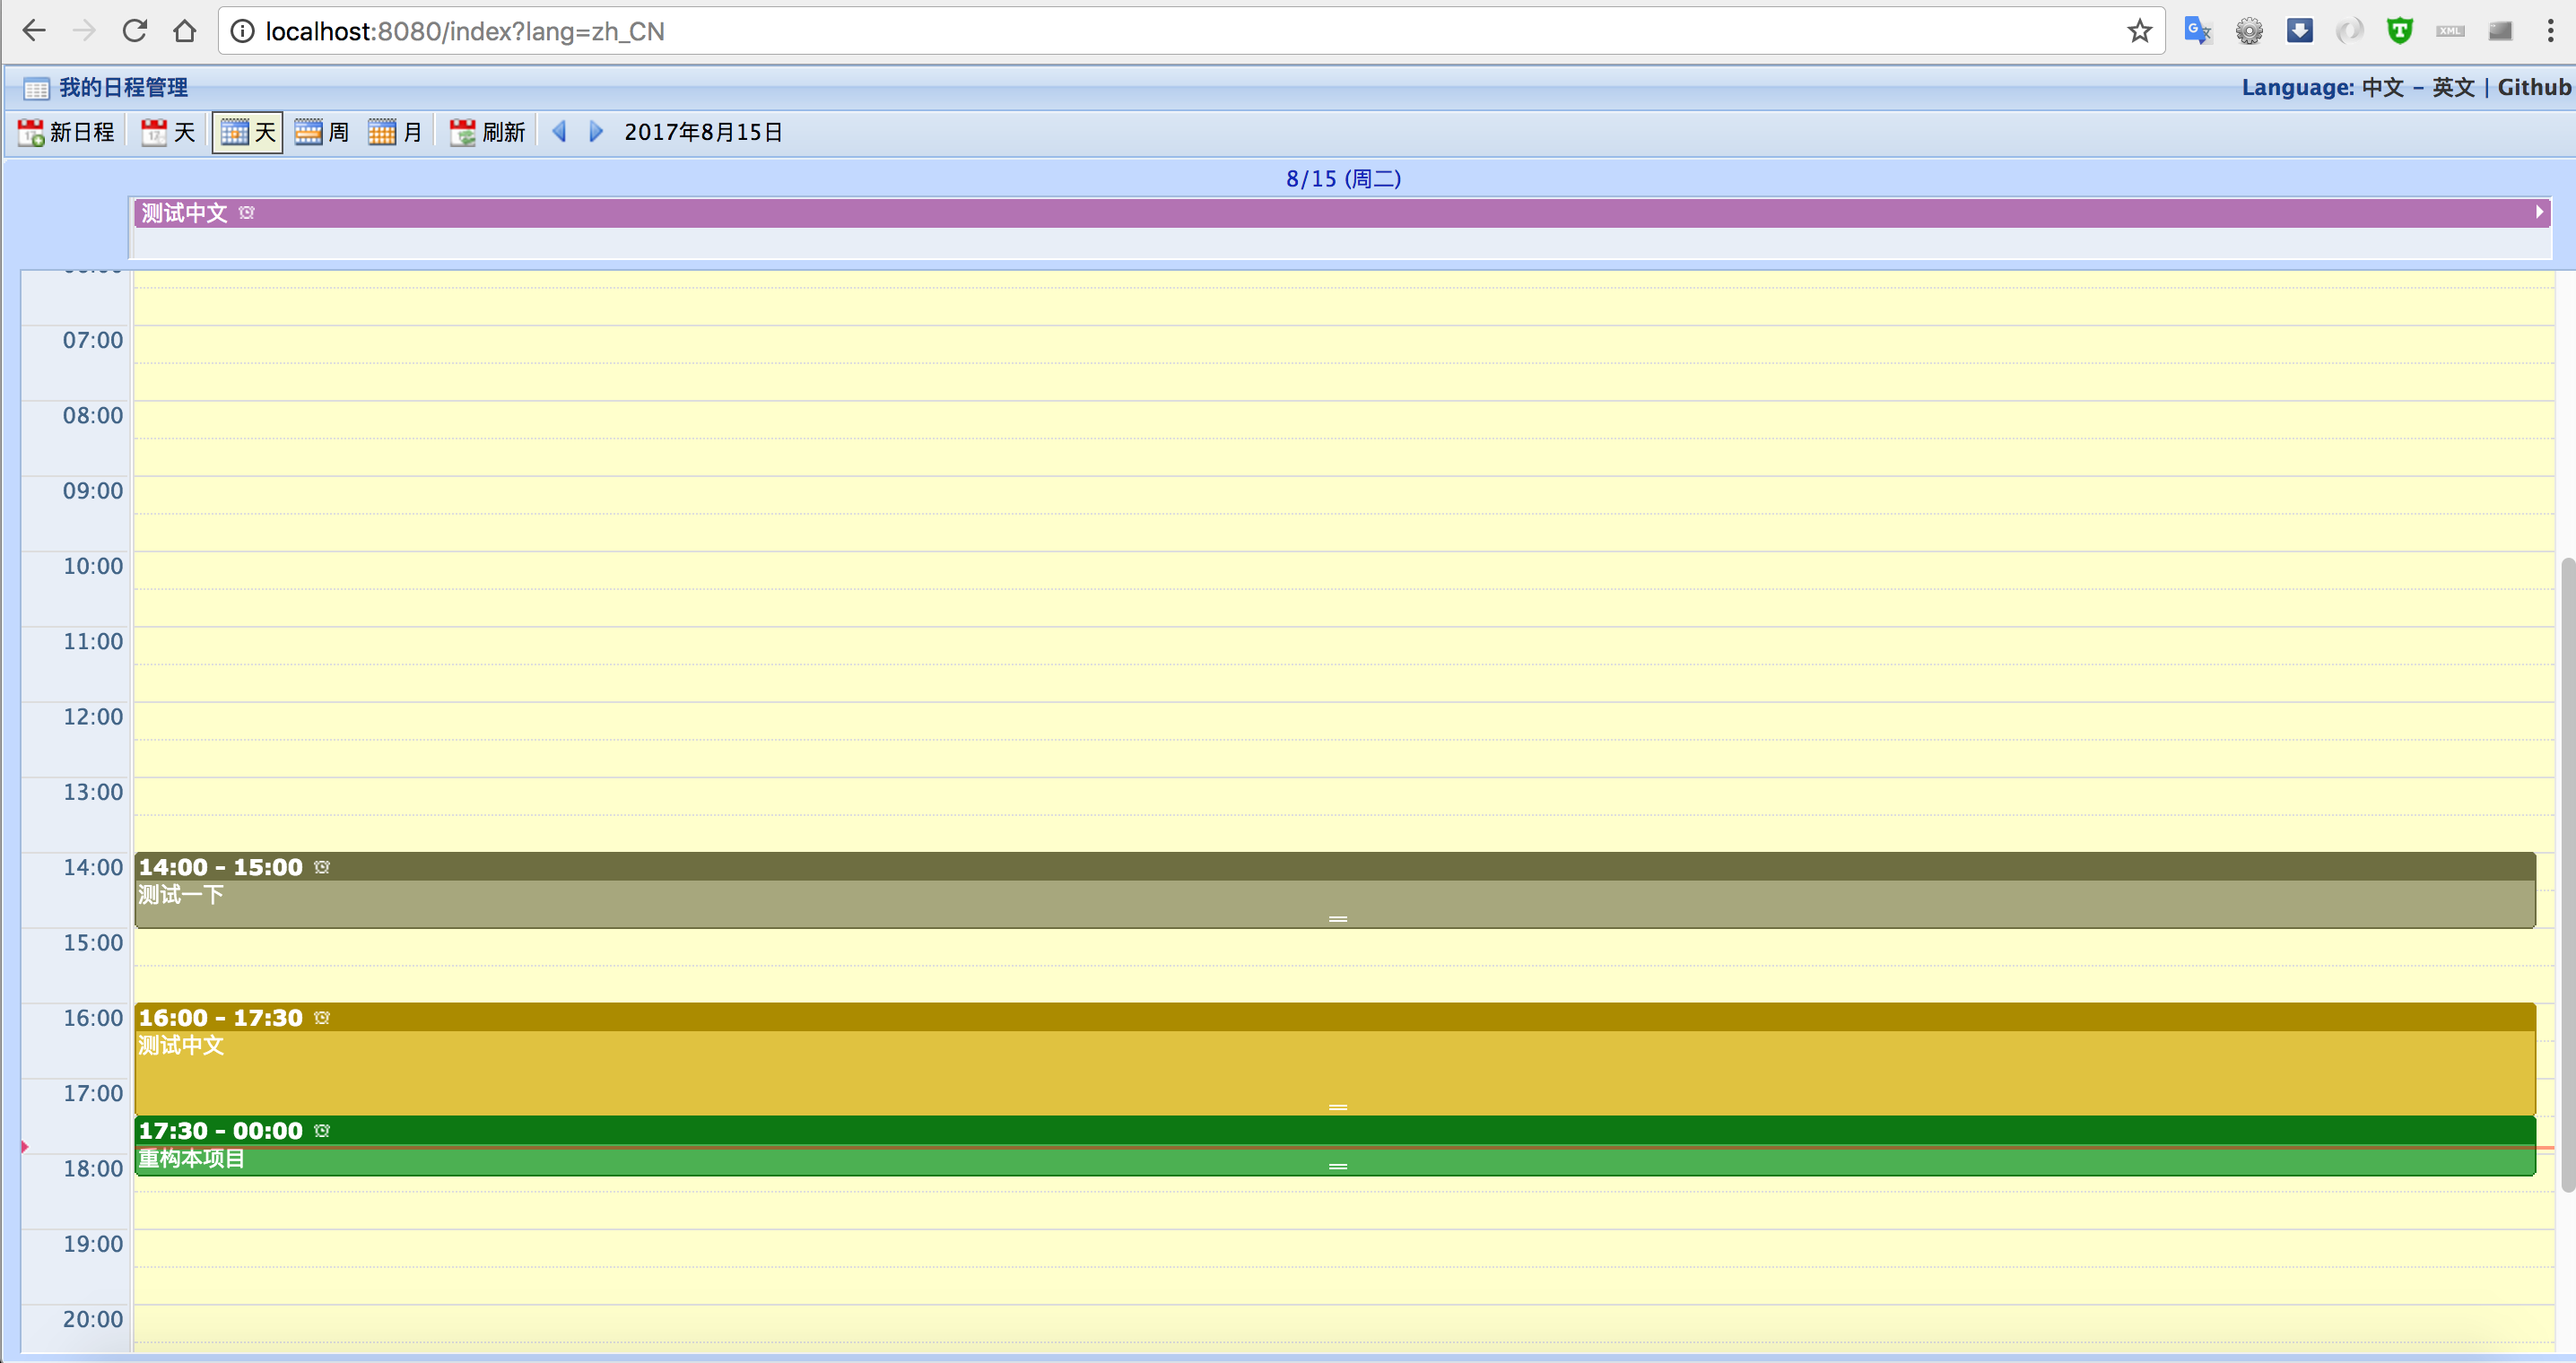 localhost:8080/index?lang=zh_CN
XML
我的日程管理
Language: 中文 - 英文 | Github
新日程 天 天 周 月 刷新 2017年8月15日
8/15 (周二)
测试中文
07:00
08:00
09:00
10:00
11:00
12:00
13:00
14:00
14:00 - 15:00
测试一下
15:00
16:00
16:00 - 17:30
测试中文
17:00
17:30 - 00:00
重构本项目
18:00
19:00
20:00